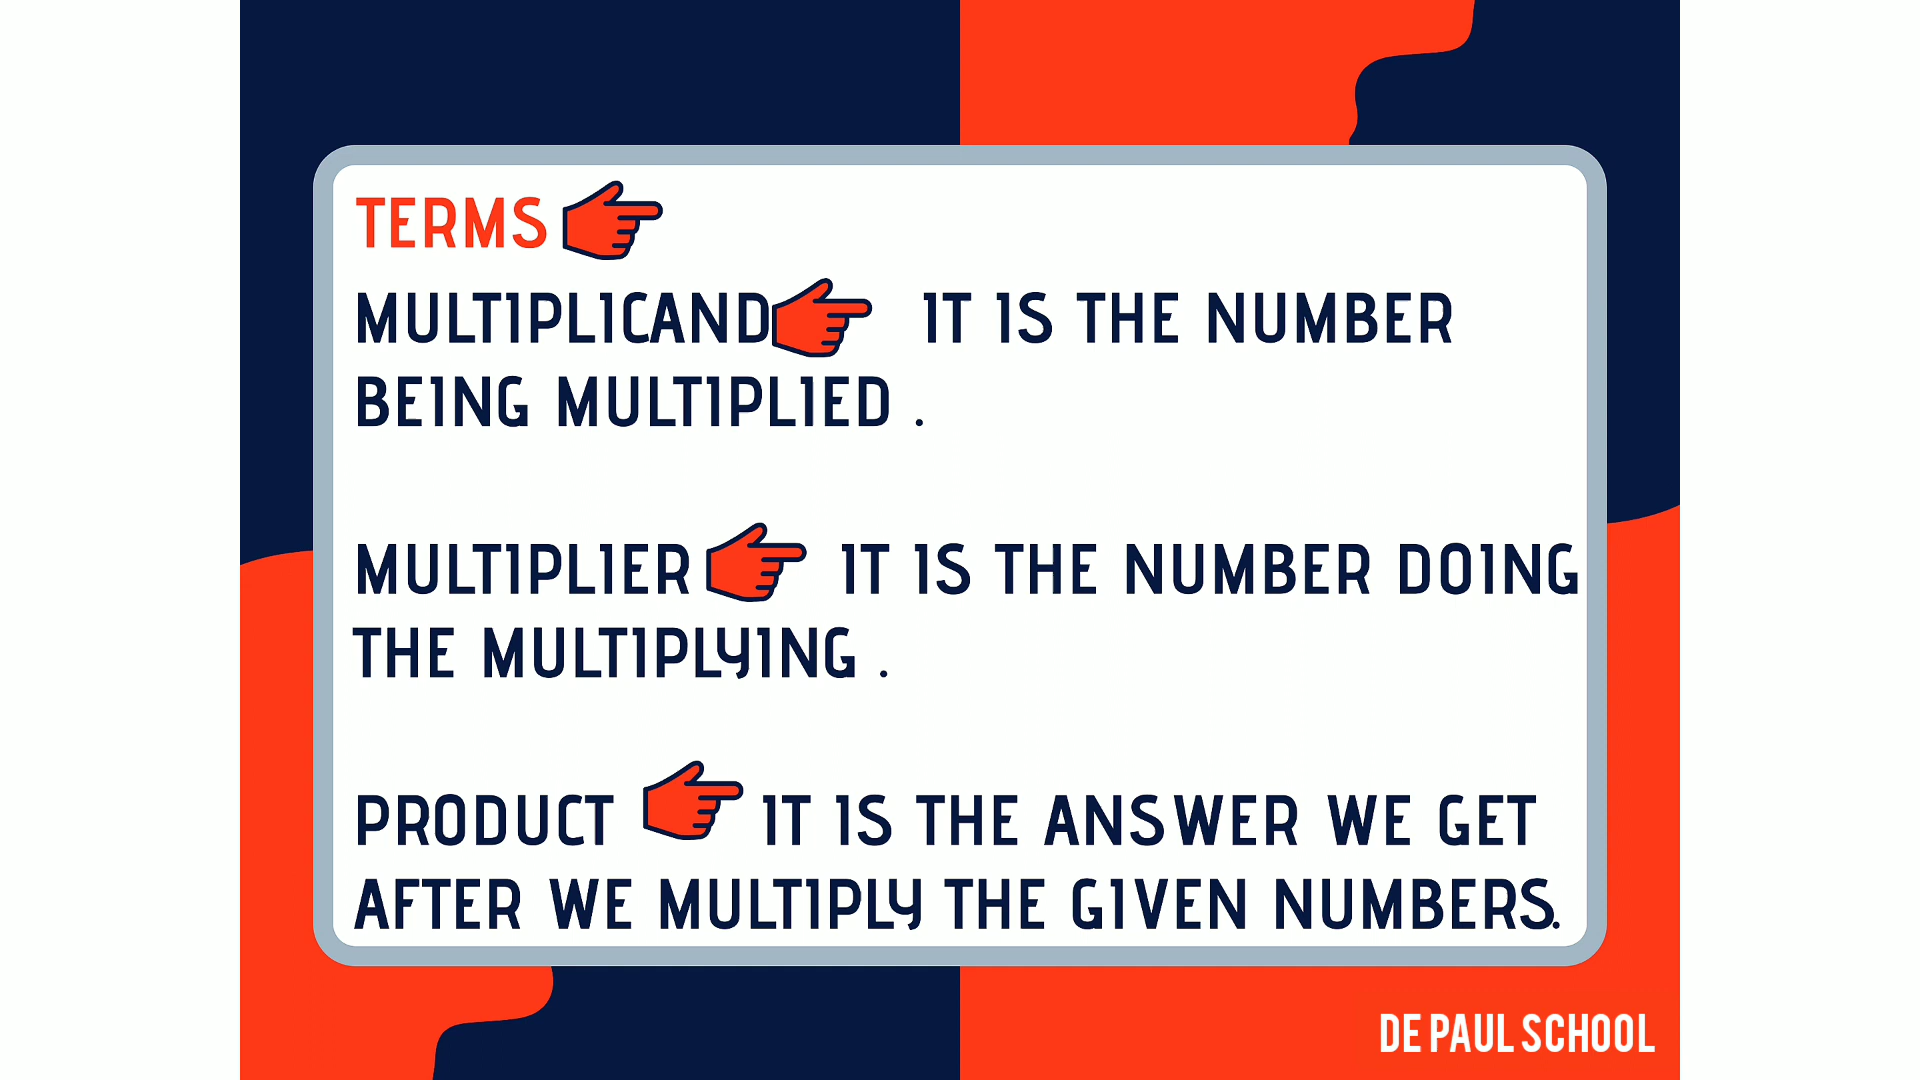 TERMS
MULTIPLICAND IT IS THE NUMBER
BEING MULTIPLIED .
MULTIPLIER IT IS THE NUMBER DOING
THE MULTIPLYING .
PRODUCT IT IS THE ANSWER WE GET
AFTER WE MULTIPLY THE GIVEN NUMBERS.
DE PAUL SCHOOL